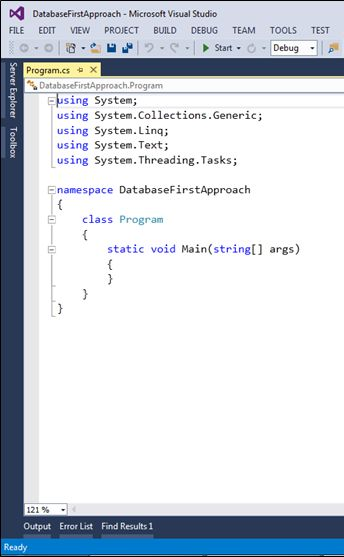 DatabaseFirstApproach - Microsoft Visual Studio
FILE EDIT VIEW PROJECT BUILD DEBUG TEAM TOOLS TEST
Start Debug
Server Explorer
Toolbox
Program.cs
DatabaseFirstApproach.Program
using System;
using System.Collections.Generic;
using System.Linq;
using System.Text;
using System.Threading.Tasks;
namespace DatabaseFirstApproach
{
class Program
{
static void Main(string[] args)
{
}
}
}
121 %
Output Error List Find Results 1
Ready